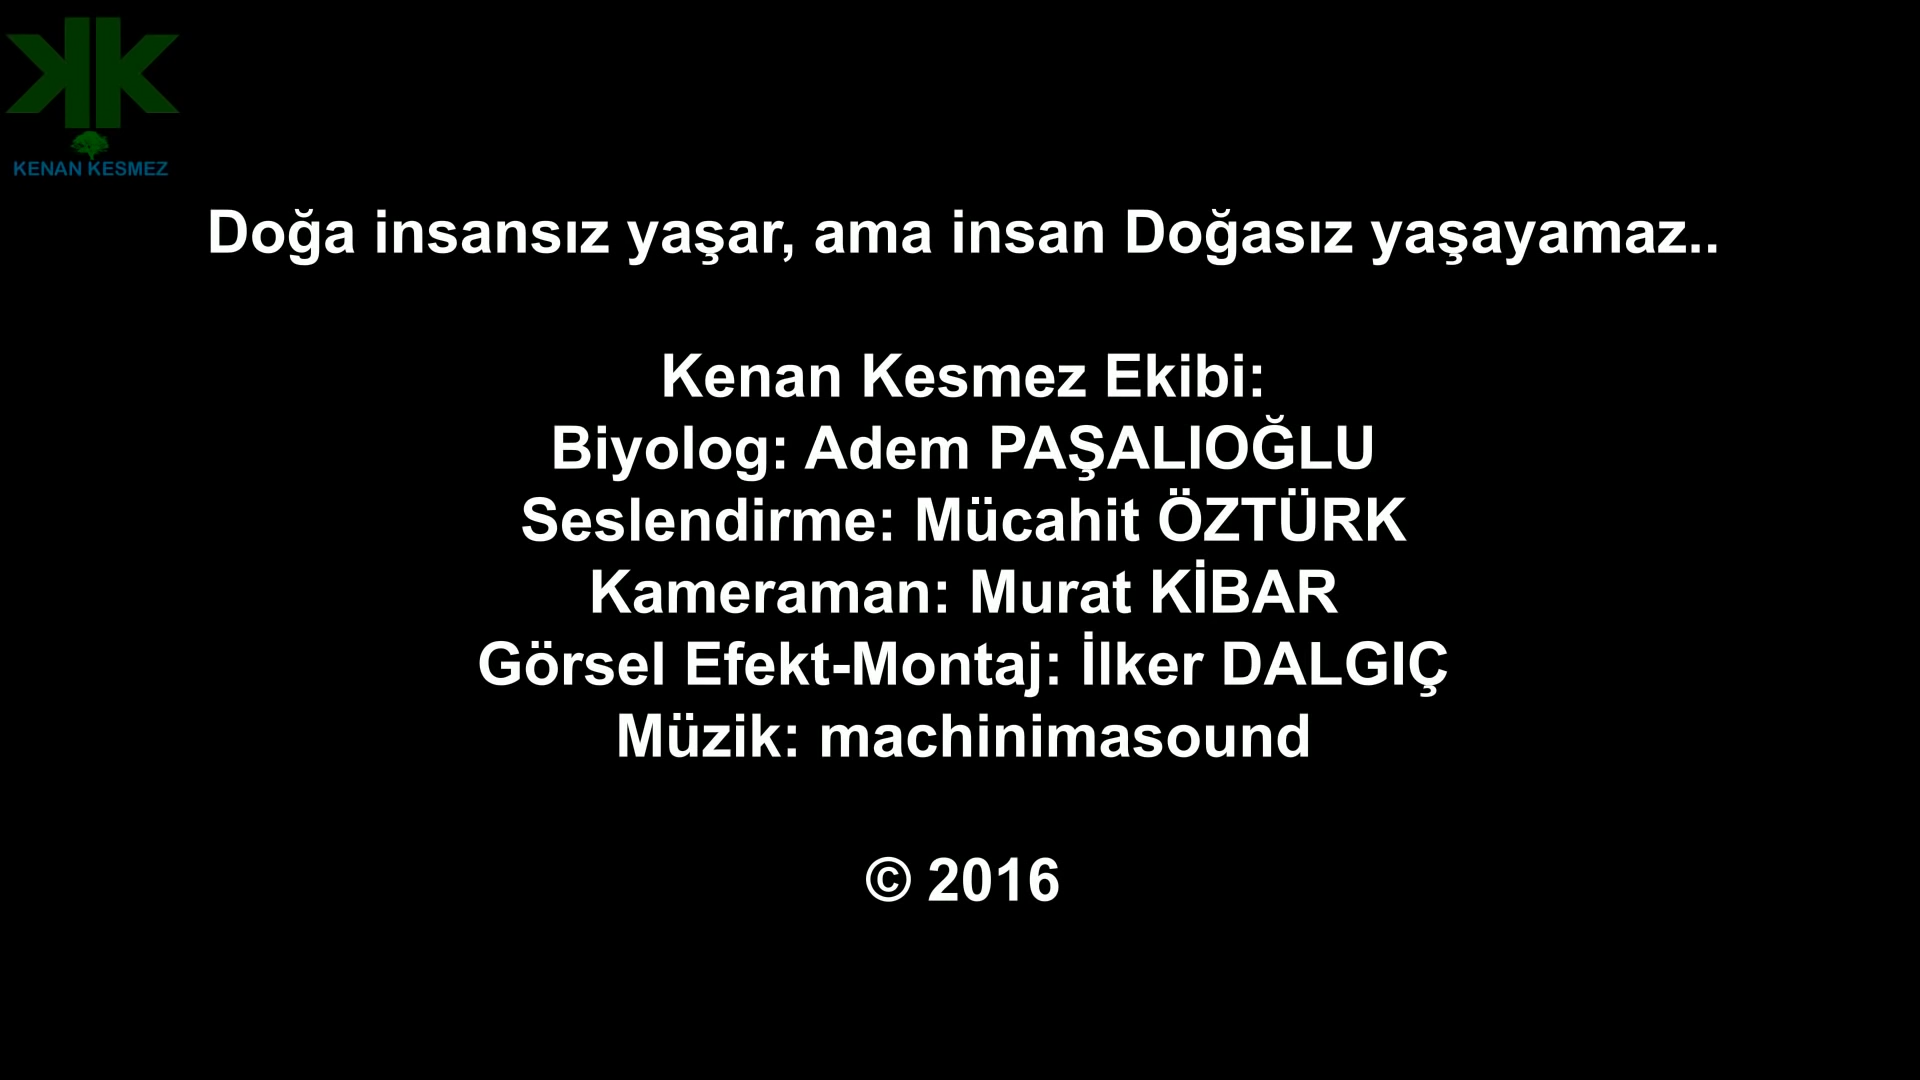 KENAN KESMEZ
Doğa insansız yaşar, ama insan Doğasız yaşayamaz..
Kenan Kesmez Ekibi:
Biyolog: Adem PAŞALIOĞLU
Seslendirme: Mücahit ÖZTÜRK
Kameraman: Murat KİBAR
Görsel Efekt-Montaj: İlker DALGIÇ
Müzik: machinimasound
© 2016